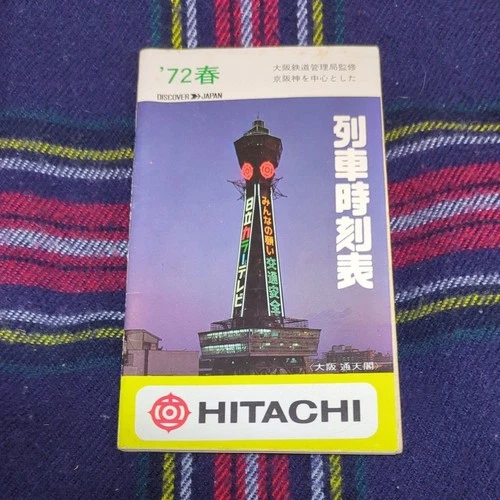 '72春
大阪鉄道管理局監修
京阪神を中心とした
DISCOVER JAPAN
列車時刻表
みんなの願い 交通安全
日立カラーテレビ
大阪 通天閣
HITACHI